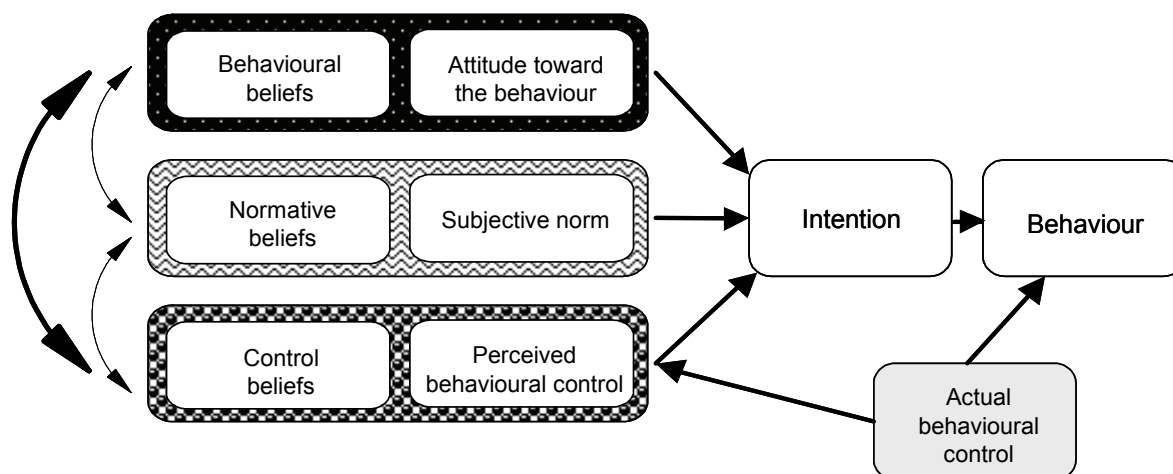 Behavioural
beliefs
Attitude toward
the behaviour
Normative
beliefs
Subjective norm
Intention
Behaviour
Control
beliefs
Perceived
behavioural control
Actual
behavioural
control